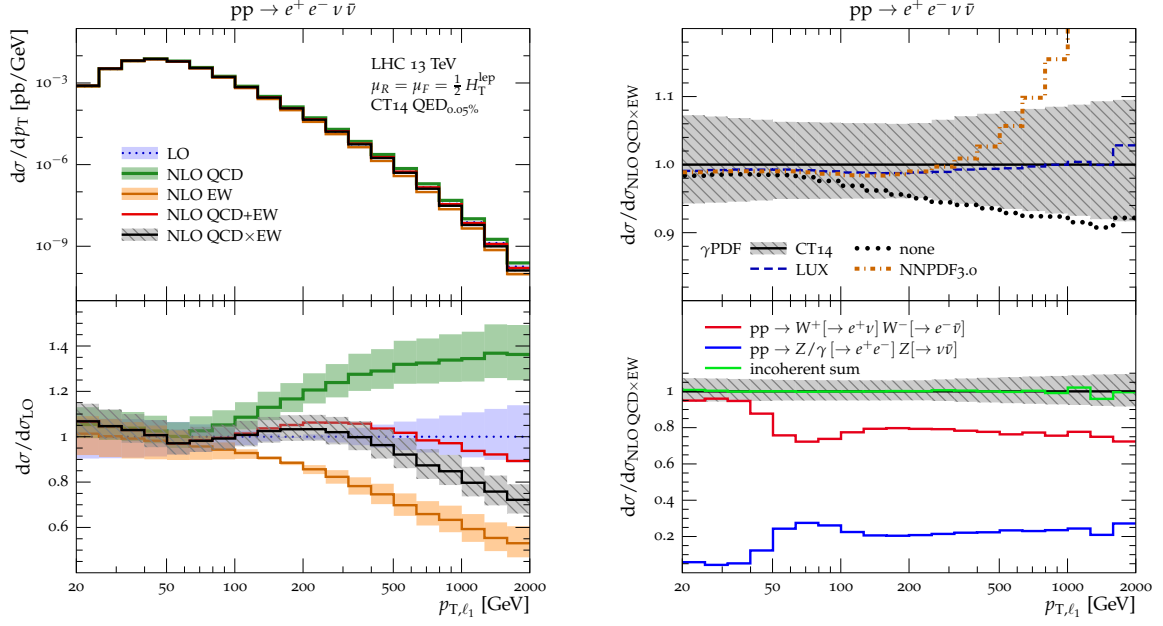 pp → e⁺ e⁻ ν ν̄
dσ/dp_T [pb/GeV]
10⁻³
10⁻⁶
10⁻⁹
LHC 13 TeV
μ_R = μ_F = ½ H_T^lep
CT14 QED_0.05%
LO
NLO QCD
NLO EW
NLO QCD+EW
NLO QCD×EW
dσ/dσ_LO
1.4
1.2
1
0.8
0.6
20 50 100 200 500 1000 2000
p_T,ℓ₁ [GeV]
pp → e⁺ e⁻ ν ν̄
dσ/dσ_NLO QCD×EW
1.1
1.0
0.9
γPDF CT14 none
LUX NNPDF3.0
dσ/dσ_NLO QCD×EW
pp → W⁺[→ e⁺ν] W⁻[→ e⁻ν̄]
pp → Z/γ [→ e⁺e⁻] Z[→ νν̄]
incoherent sum
1
0.8
0.6
0.4
0.2
20 50 100 200 500 1000 2000
p_T,ℓ₁ [GeV]